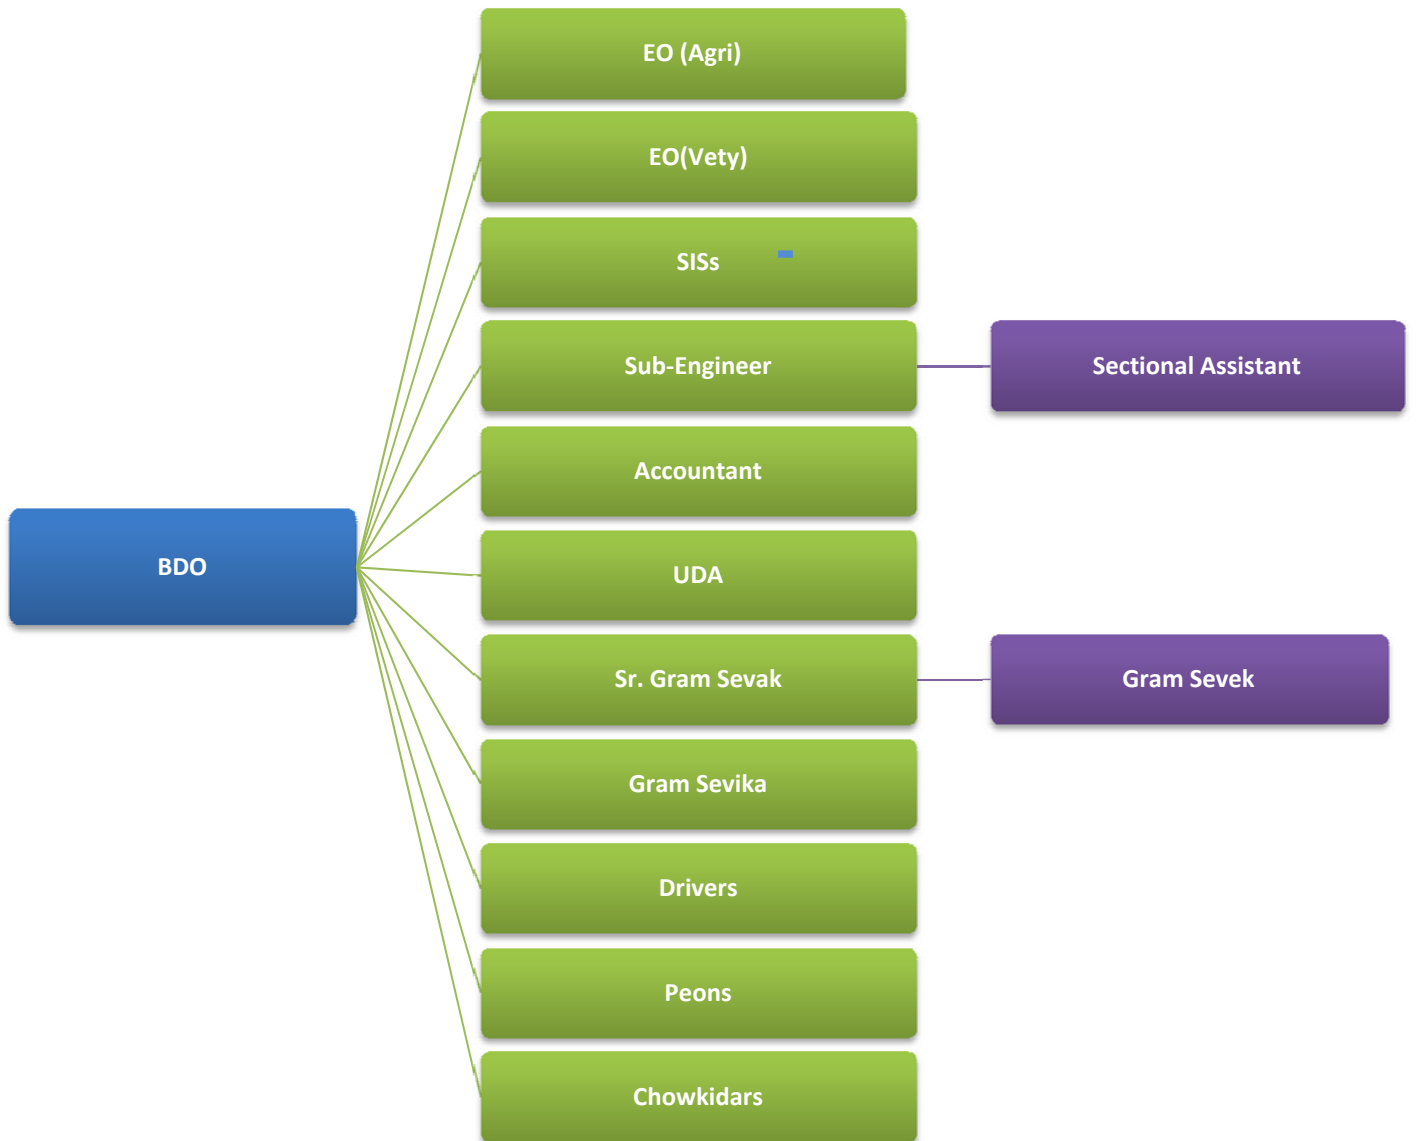 EO (Agri)
EO(Vety)
SISs
Sub-Engineer
Sectional Assistant
Accountant
BDO
UDA
Sr. Gram Sevak
Gram Sevek
Gram Sevika
Drivers
Peons
Chowkidars